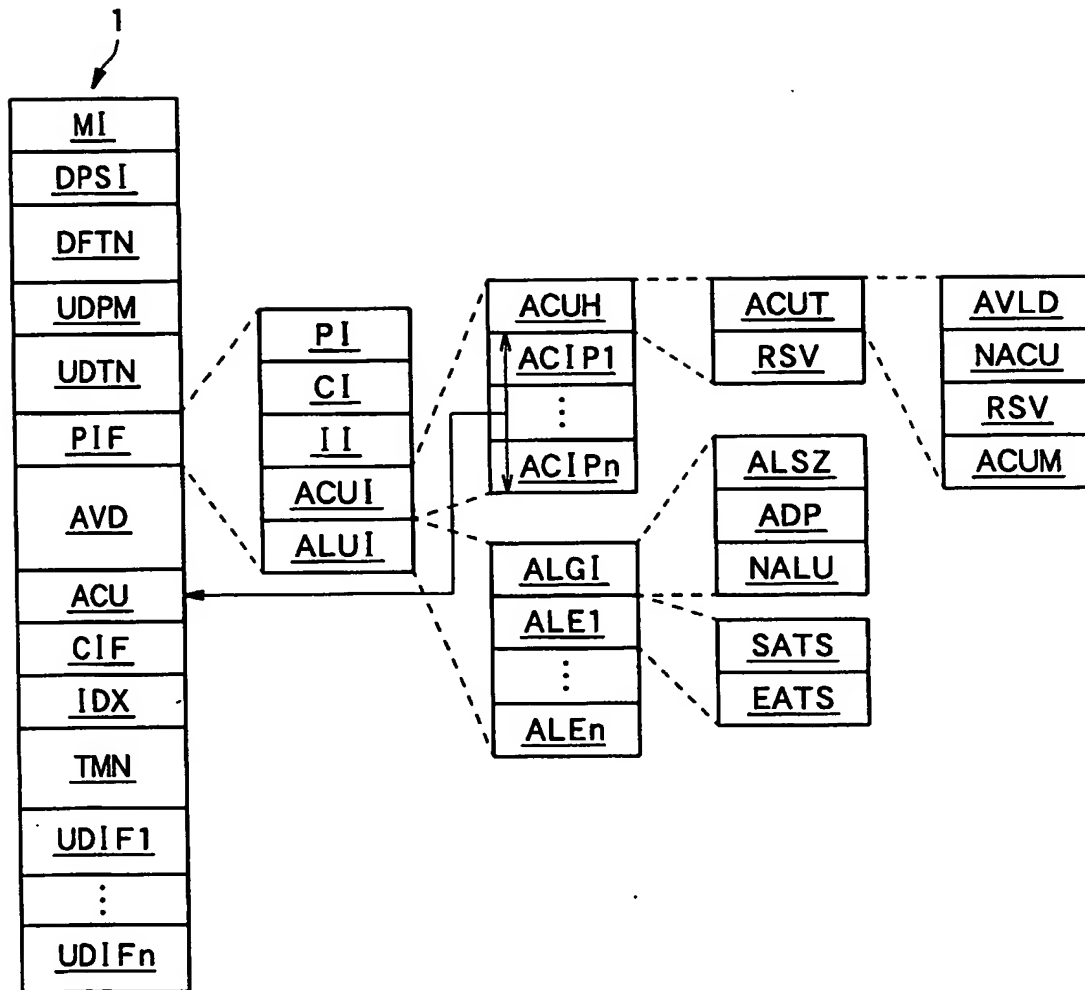 1
MI
DPSI
DFTN
UDPM
UDTN
PIF
AVD
ACU
CIF
IDX
TMN
UDIF1
⋮
UDIFn
PI
CI
II
ACUI
ALUI
ACUH
ACIP1
⋮
ACIPn
ALGI
ALE1
⋮
ALEn
ACUT
RSV
ALSZ
ADP
NALU
SATS
EATS
AVLD
NACU
RSV
ACUM